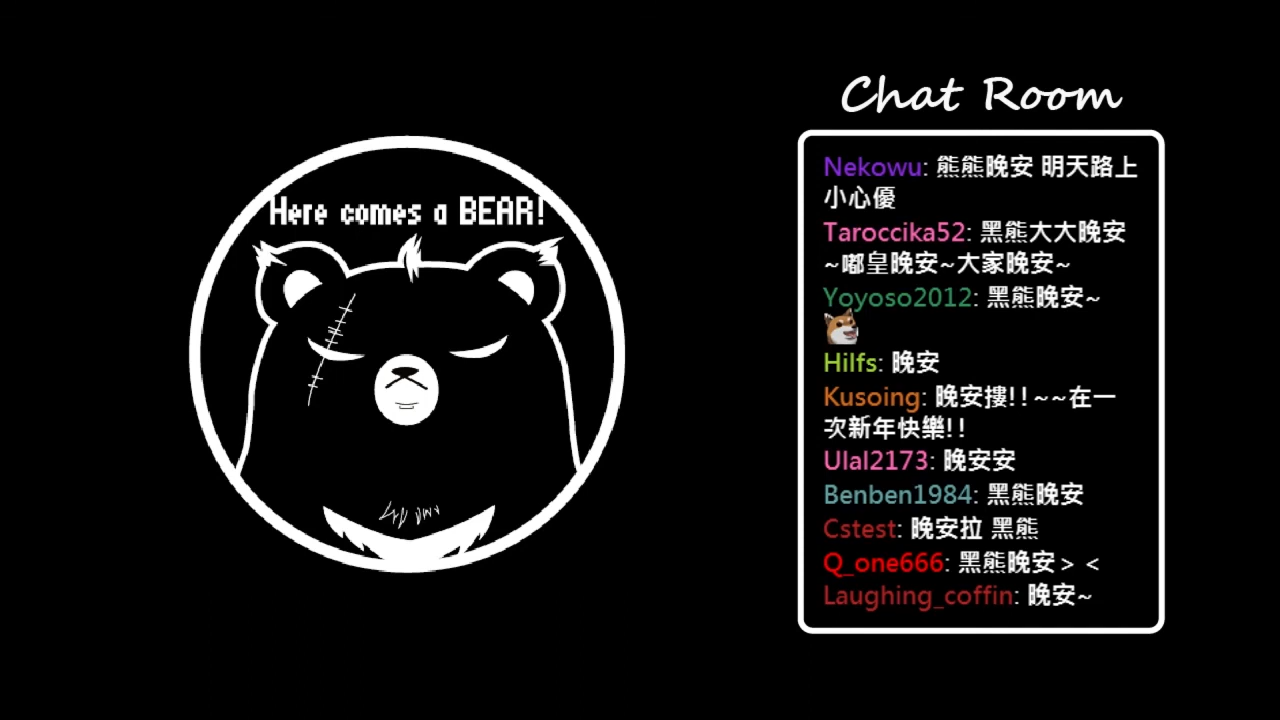 Here comes a BEAR!
Chat Room
Nekowu: 熊熊晚安 明天路上
小心優
Taroccika52: 黑熊大大晚安
~嘟皇晚安~大家晚安~
Yoyoso2012: 黑熊晚安~
Hilfs: 晚安
Kusoing: 晚安摟!!~~在一
次新年快樂!!
Ulal2173: 晚安安
Benben1984: 黑熊晚安
Cstest: 晚安拉 黑熊
Q_one666: 黑熊晚安> <
Laughing_coffin: 晚安~